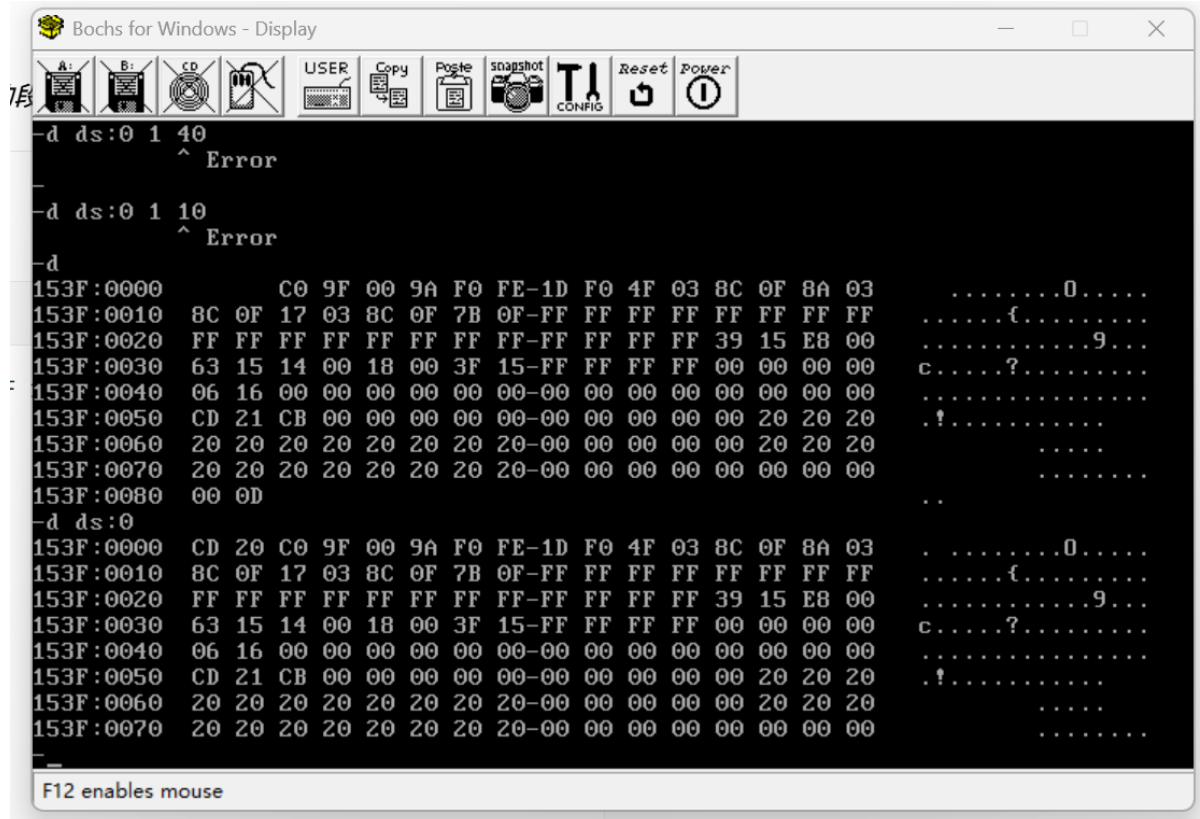 Bochs for Windows - Display
A: B: CD USER Copy Paste snapshot CONFIG Reset Power
-d ds:0 1 40
^ Error
-
-d ds:0 1 10
^ Error
-d
153F:0000 C0 9F 00 9A F0 FE-1D F0 4F 03 8C 0F 8A 03 ........O.....
153F:0010 8C 0F 17 03 8C 0F 7B 0F-FF FF FF FF FF FF FF FF ......{.........
153F:0020 FF FF FF FF FF FF FF FF-FF FF FF FF 39 15 E8 00 ............9...
153F:0030 63 15 14 00 18 00 3F 15-FF FF FF FF 00 00 00 00 c.....?.........
153F:0040 06 16 00 00 00 00 00 00-00 00 00 00 00 00 00 00 ................
153F:0050 CD 21 CB 00 00 00 00 00-00 00 00 00 00 20 20 20 .!...........
153F:0060 20 20 20 20 20 20 20 20-00 00 00 00 00 20 20 20 .....
153F:0070 20 20 20 20 20 20 20 20-00 00 00 00 00 00 00 00 ........
153F:0080 00 0D ..
-d ds:0
153F:0000 CD 20 C0 9F 00 9A F0 FE-1D F0 4F 03 8C 0F 8A 03 . ........O.....
153F:0010 8C 0F 17 03 8C 0F 7B 0F-FF FF FF FF FF FF FF FF ......{.........
153F:0020 FF FF FF FF FF FF FF FF-FF FF FF FF 39 15 E8 00 ............9...
153F:0030 63 15 14 00 18 00 3F 15-FF FF FF FF 00 00 00 00 c.....?.........
153F:0040 06 16 00 00 00 00 00 00-00 00 00 00 00 00 00 00 ................
153F:0050 CD 21 CB 00 00 00 00 00-00 00 00 00 00 20 20 20 .!...........
153F:0060 20 20 20 20 20 20 20 20-00 00 00 00 00 20 20 20 .....
153F:0070 20 20 20 20 20 20 20 20-00 00 00 00 00 00 00 00 ........
-_
F12 enables mouse